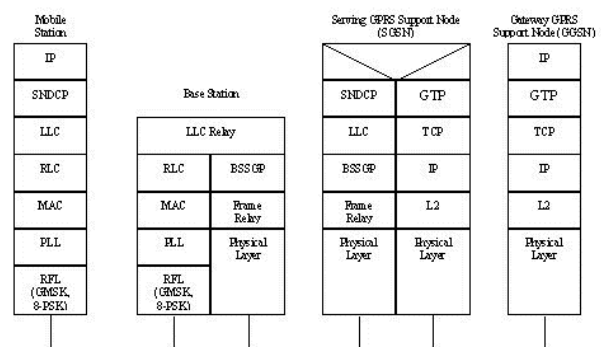 Mobile
Station
IP
SNDCP
LLC
RLC
MAC
PLL
RFL
(GMSK,
8-PSK)
Base Station
LLC Relay
RLC
BSSGP
MAC
Frame
Relay
PLL
Physical
Layer
RFL
(GMSK,
8-PSK)
Serving GPRS Support Node
(SGSN)
SNDCP
GTP
LLC
TCP
BSSGP
IP
Frame
Relay
L2
Physical
Layer
Physical
Layer
Gateway GPRS
Support Node (GGSN)
IP
GTP
TCP
IP
L2
Physical
Layer